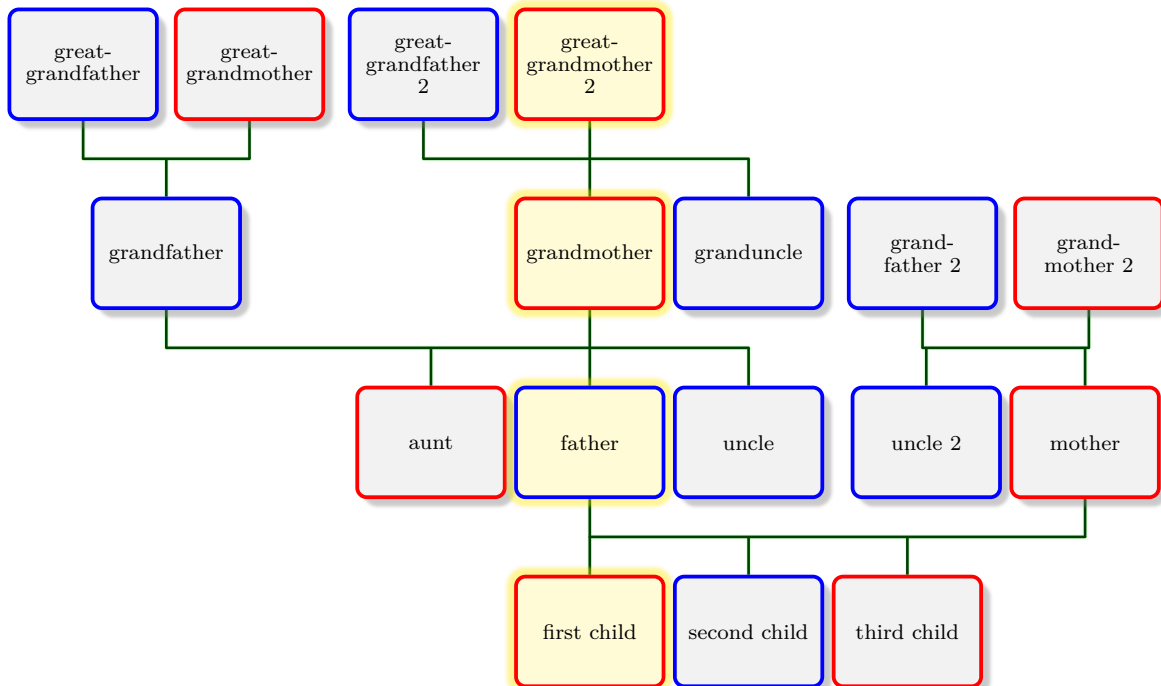 great-
grandfather
great-
grandmother
great-
grandfather
2
great-
grandmother
2
grandfather
grandmother
granduncle
grand-
father 2
grand-
mother 2
aunt
father
uncle
uncle 2
mother
first child
second child
third child